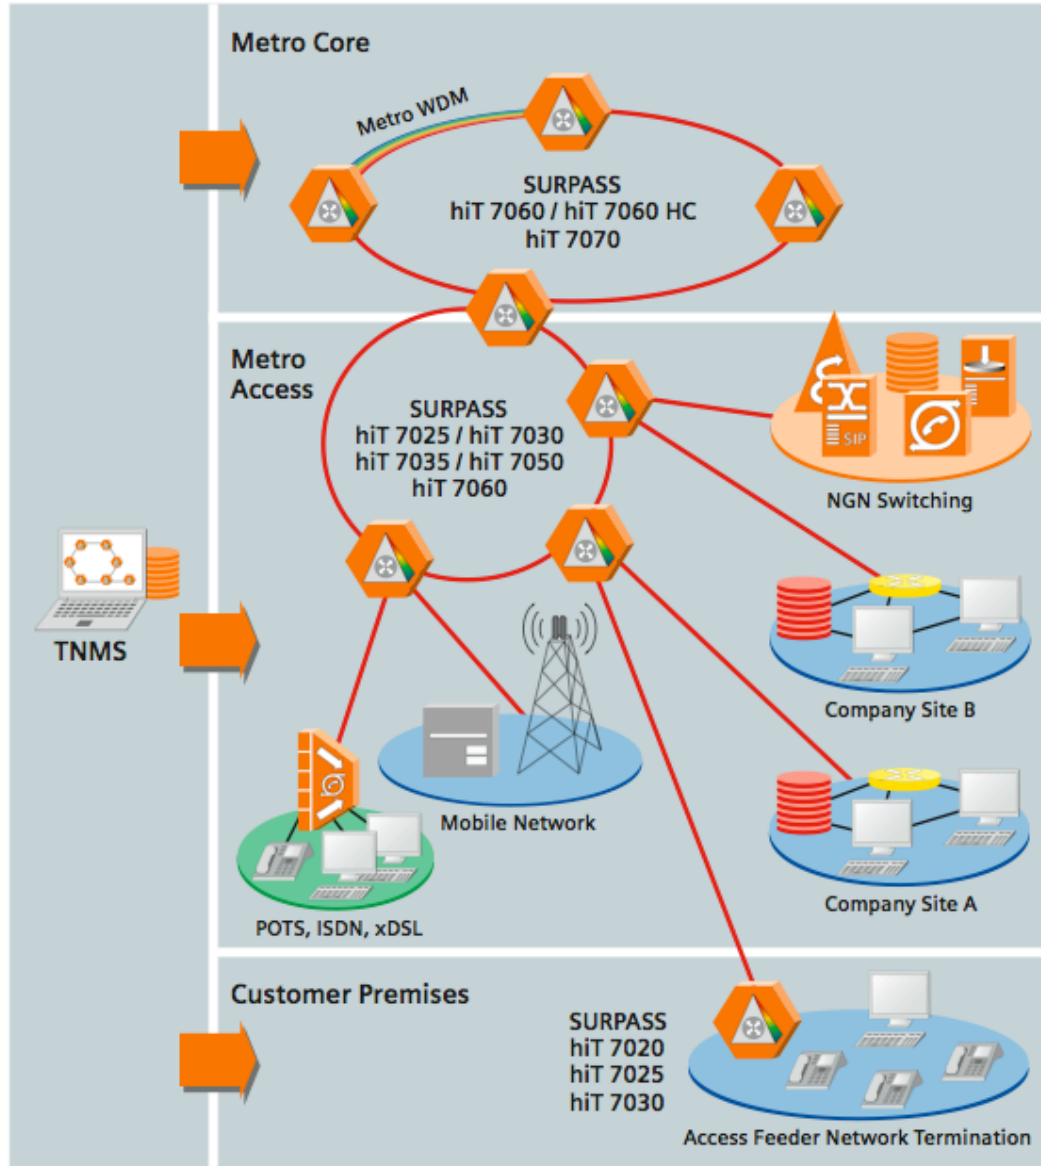 Metro Core
Metro WDM
SURPASS
hiT 7060 / hiT 7060 HC
hiT 7070
Metro
Access
SURPASS
hiT 7025 / hiT 7030
hiT 7035 / hiT 7050
hiT 7060
SIP
NGN Switching
TNMS
Company Site B
Mobile Network
Company Site A
POTS, ISDN, xDSL
Customer Premises
SURPASS
hiT 7020
hiT 7025
hiT 7030
Access Feeder Network Termination